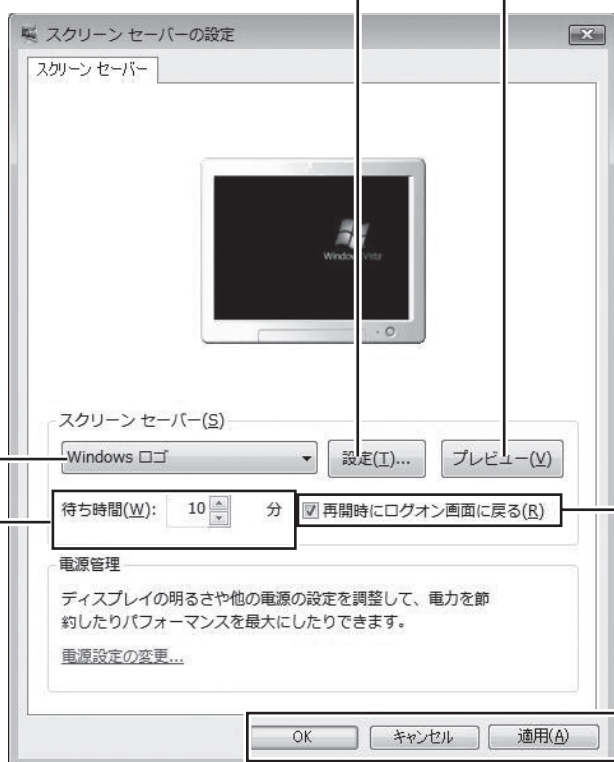 スクリーン セーバーの設定
スクリーン セーバー
Windows Vista
スクリーン セーバー(S)
Windows ロゴ
設定(T)...
プレビュー(V)
待ち時間(W): 10 分
再開時にログオン画面に戻る(R)
電源管理
ディスプレイの明るさや他の電源の設定を調整して、電力を節
約したりパフォーマンスを最大にしたりできます。
電源設定の変更...
OK
キャンセル
適用(A)